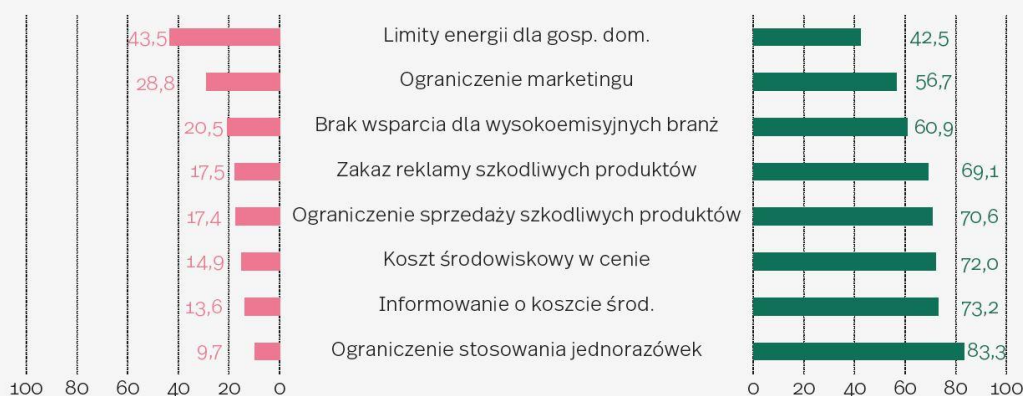 43,5 Limity energii dla gosp. dom. 42,5
28,8 Ograniczenie marketingu 56,7
20,5 Brak wsparcia dla wysokoemisyjnych branż 60,9
17,5 Zakaz reklamy szkodliwych produktów 69,1
17,4 Ograniczenie sprzedaży szkodliwych produktów 70,6
14,9 Koszt środowiskowy w cenie 72,0
13,6 Informowanie o koszcie środ. 73,2
9,7 Ograniczenie stosowania jednorazówek 83,3
100 80 60 40 20 0 0 20 40 60 80 100